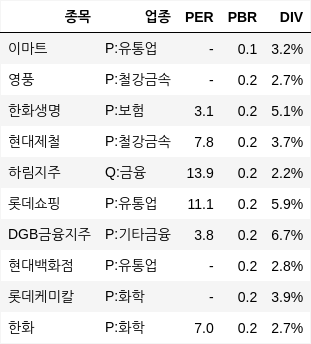 종목 업종 PER PBR DIV
이마트 P:유통업 - 0.1 3.2%
영풍 P:철강금속 - 0.2 2.7%
한화생명 P:보험 3.1 0.2 5.1%
현대제철 P:철강금속 7.8 0.2 3.7%
하림지주 Q:금융 13.9 0.2 2.2%
롯데쇼핑 P:유통업 11.1 0.2 5.9%
DGB금융지주 P:기타금융 3.8 0.2 6.7%
현대백화점 P:유통업 - 0.2 2.8%
롯데케미칼 P:화학 - 0.2 3.9%
한화 P:화학 7.0 0.2 2.7%